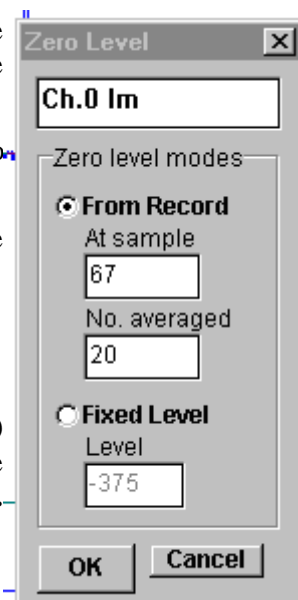 Zero Level
Ch.0 Im
Zero level modes
From Record
At sample
67
No. averaged
20
Fixed Level
Level
-375
OK
Cancel